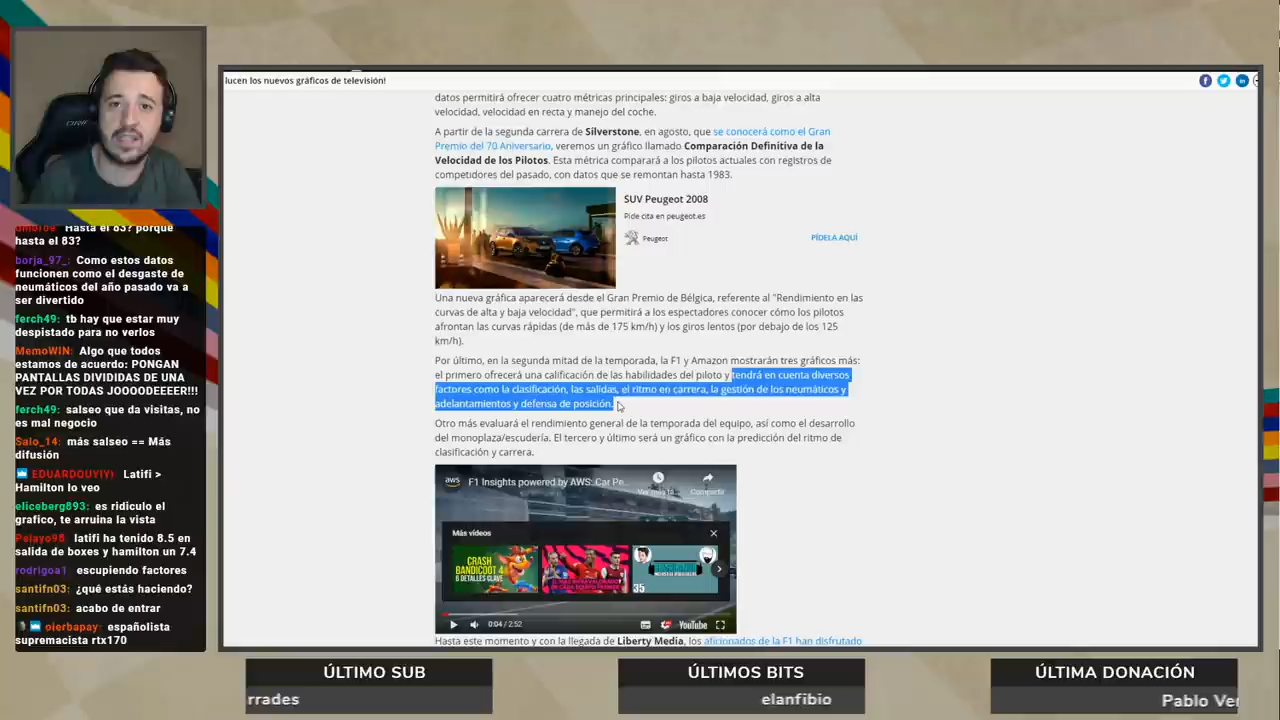 lucen los nuevos gráficos de televisión!
datos permitirá ofrecer cuatro métricas principales: giros a baja velocidad, giros a alta
velocidad, velocidad en recta y manejo del coche.
A partir de la segunda carrera de Silverstone, en agosto, que se conocerá como el Gran
Premio del 70 Aniversario, veremos un gráfico llamado Comparación Definitiva de la
Velocidad de los Pilotos. Esta métrica comparará a los pilotos actuales con registros de
competidores del pasado, con datos que se remontan hasta 1983.
SUV Peugeot 2008
Pide cita en peugeot.es
Peugeot
PÍDELA AQUÍ
Una nueva gráfica aparecerá desde el Gran Premio de Bélgica, referente al "Rendimiento en las
curvas de alta y baja velocidad", que permitirá a los espectadores conocer cómo los pilotos
afrontan las curvas rápidas (de más de 175 km/h) y los giros lentos (por debajo de los 125
km/h).
Por último, en la segunda mitad de la temporada, la F1 y Amazon mostrarán tres gráficos más:
el primero ofrecerá una calificación de las habilidades del piloto y tendrá en cuenta diversos
factores como la clasificación, las salidas, el ritmo en carrera, la gestión de los neumáticos y
adelantamientos y defensa de posición.
Otro más evaluará el rendimiento general de la temporada del equipo, así como el desarrollo
del monoplaza/escudería. El tercero y último será un gráfico con la predicción del ritmo de
clasificación y carrera.
aws
F1 Insights powered by AWS: Car Pe
Ver más ta...
Compartir
Más vídeos
CRASH
BANDICOOT 4
6 DETALLES CLAVE
35
0:04 / 2:52
YouTube
Hasta este momento y con la llegada de Liberty Media, los aficionados de la F1 han disfrutado
Hasta el 83? porqué
hasta el 83?
borja_97_: Como estos datos
funcionen como el desgaste de
neumáticos del año pasado va a
ser divertido
ferch49: tb hay que estar muy
despistado para no verlos
MemoWIN: Algo que todos
estamos de acuerdo: PONGAN
PANTALLAS DIVIDIDAS DE UNA
VEZ POR TODAS JOOODEEEER!!!
ferch49: salseo que da visitas, no
es mal negocio
Salo_14: más salseo == Más
difusión
EDUARDOUYIY: Latifi >
Hamilton lo veo
eliceberg893: es ridiculo el
grafico, te arruina la vista
Pelayo98: latifi ha tenido 8.5 en
salida de boxes y hamilton un 7.4
rodrigoa1: escupiendo factores
santifn03: ¿qué estás haciendo?
santifn03: acabo de entrar
oierbapay: españolista
supremacista rtx170
ÚLTIMO SUB
rrades
ÚLTIMOS BITS
elanfibio
ÚLTIMA DONACIÓN
Pablo Ver